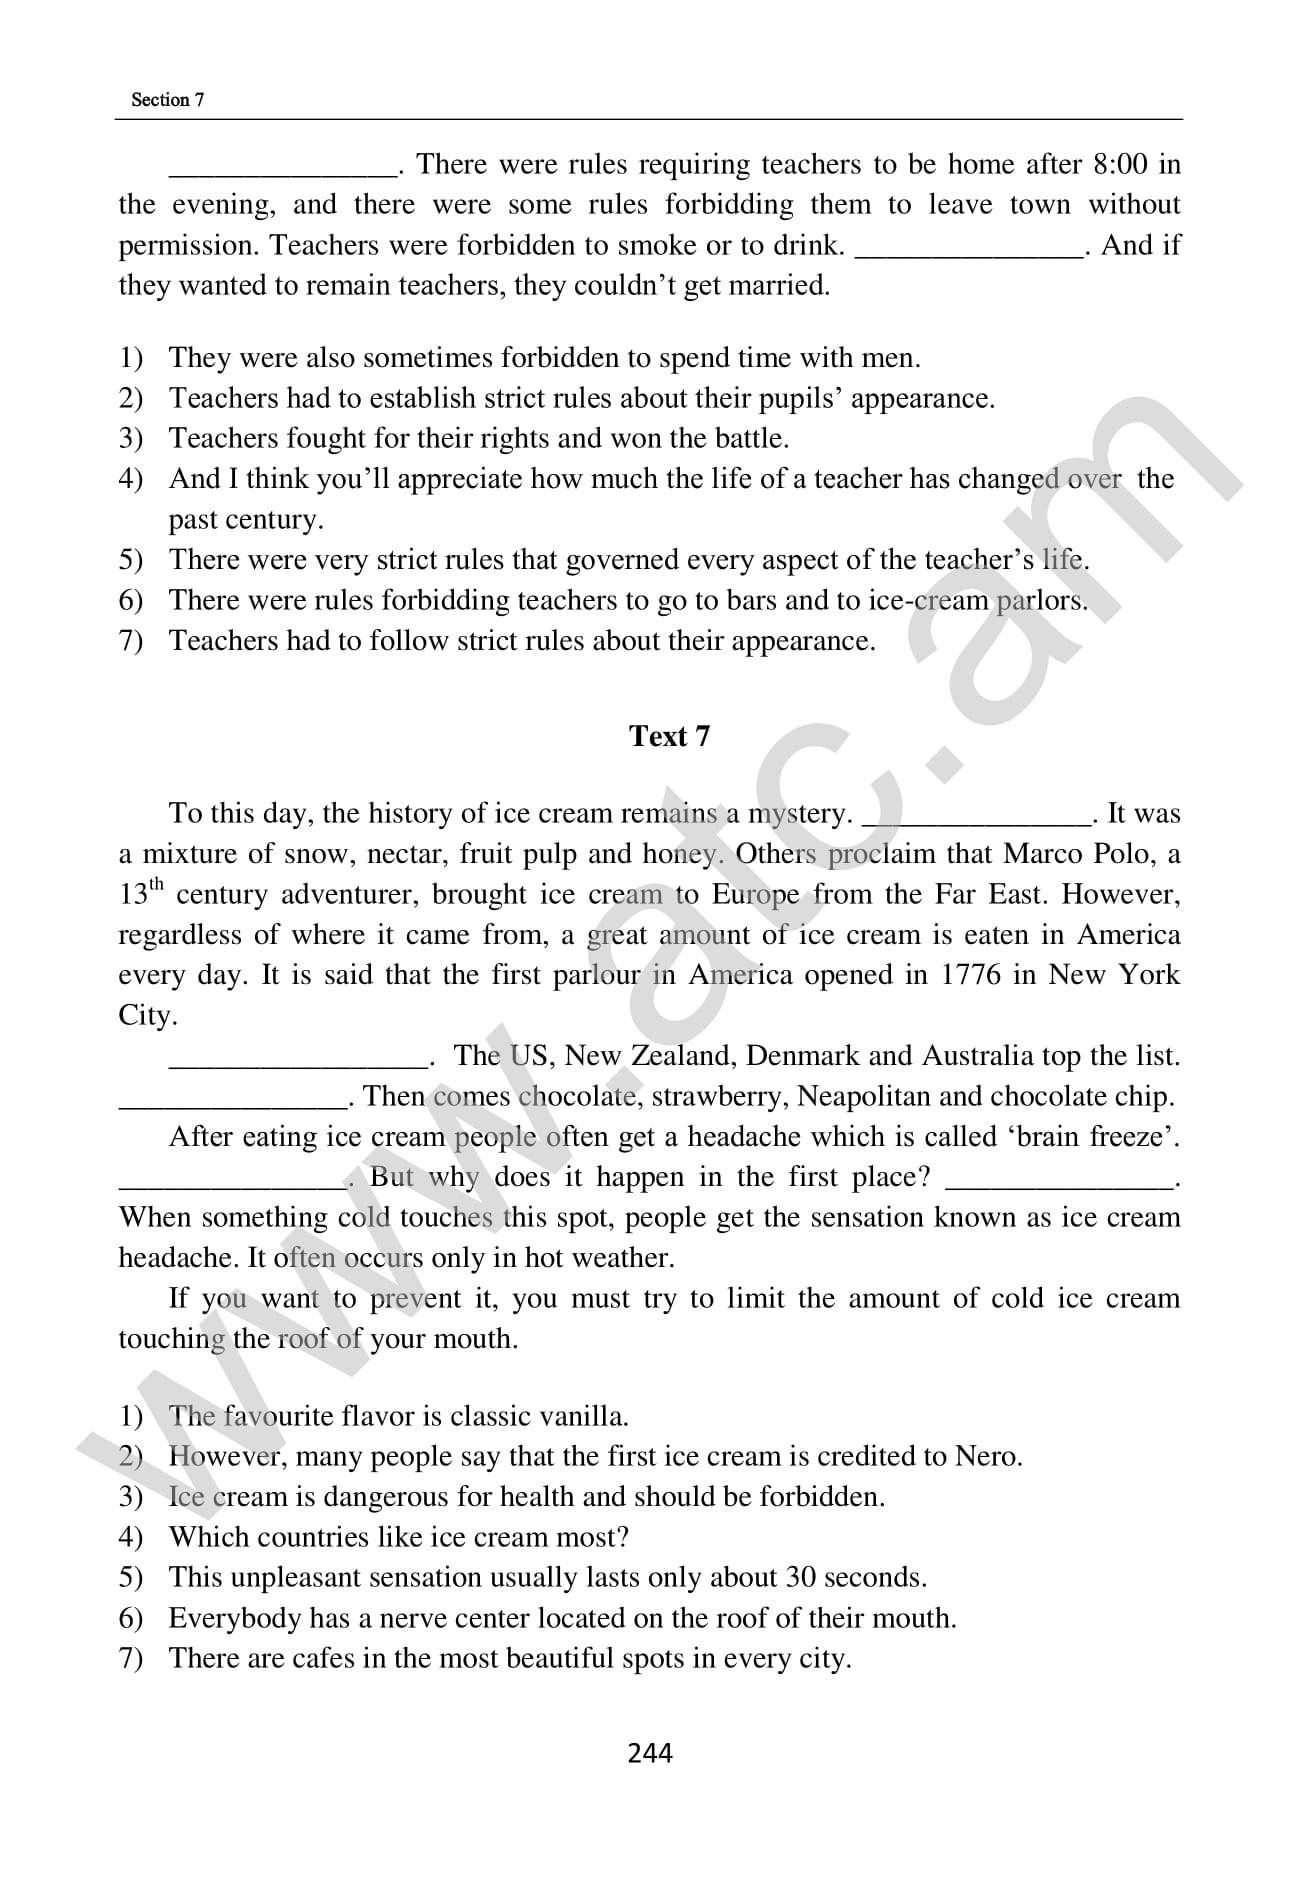 Section 7
_______________. There were rules requiring teachers to be home after 8:00 in
the evening, and there were some rules forbidding them to leave town without
permission. Teachers were forbidden to smoke or to drink. _______________. And if
they wanted to remain teachers, they couldn’t get married.
1) They were also sometimes forbidden to spend time with men.
2) Teachers had to establish strict rules about their pupils’ appearance.
3) Teachers fought for their rights and won the battle.
4) And I think you’ll appreciate how much the life of a teacher has changed over the
past century.
5) There were very strict rules that governed every aspect of the teacher’s life.
6) There were rules forbidding teachers to go to bars and to ice-cream parlors.
7) Teachers had to follow strict rules about their appearance.
Text 7
To this day, the history of ice cream remains a mystery. _______________. It was
a mixture of snow, nectar, fruit pulp and honey. Others proclaim that Marco Polo, a
13th century adventurer, brought ice cream to Europe from the Far East. However,
regardless of where it came from, a great amount of ice cream is eaten in America
every day. It is said that the first parlour in America opened in 1776 in New York
City.
_________________. The US, New Zealand, Denmark and Australia top the list.
_______________. Then comes chocolate, strawberry, Neapolitan and chocolate chip.
After eating ice cream people often get a headache which is called ‘brain freeze’.
_______________. But why does it happen in the first place? _______________.
When something cold touches this spot, people get the sensation known as ice cream
headache. It often occurs only in hot weather.
If you want to prevent it, you must try to limit the amount of cold ice cream
touching the roof of your mouth.
1) The favourite flavor is classic vanilla.
2) However, many people say that the first ice cream is credited to Nero.
3) Ice cream is dangerous for health and should be forbidden.
4) Which countries like ice cream most?
5) This unpleasant sensation usually lasts only about 30 seconds.
6) Everybody has a nerve center located on the roof of their mouth.
7) There are cafes in the most beautiful spots in every city.
244
www.atc.am